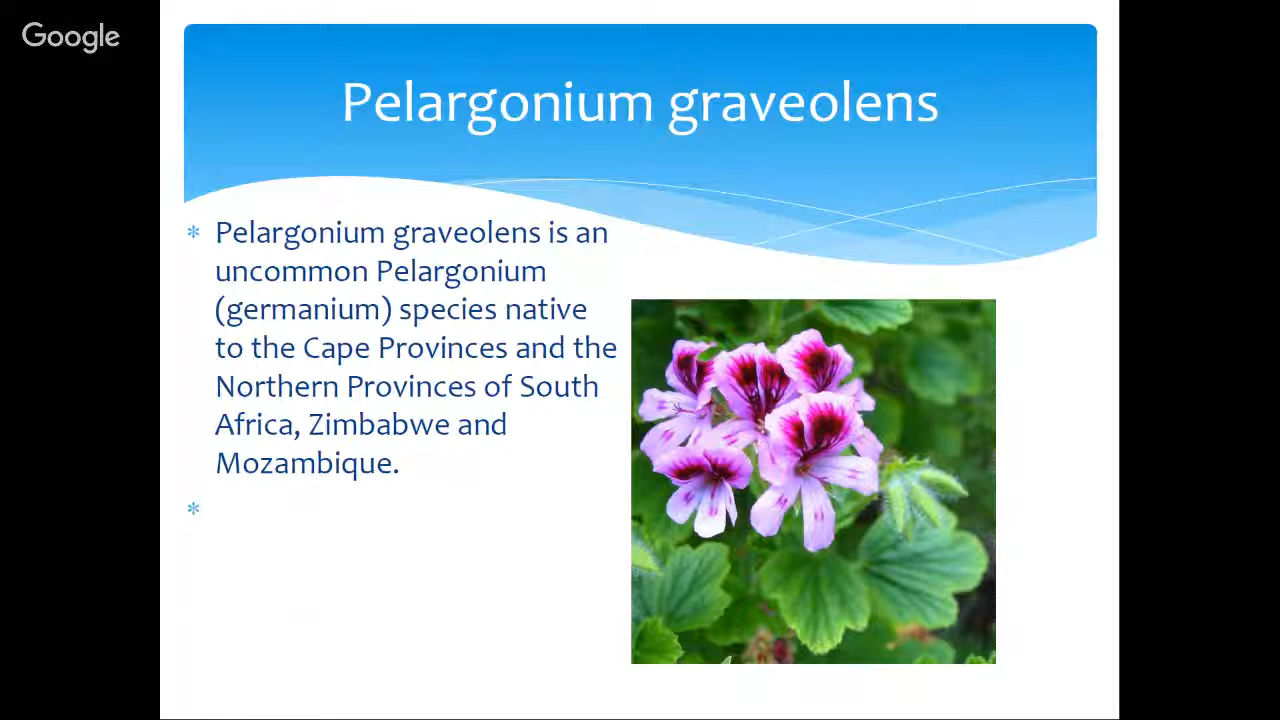 Google
Pelargonium graveolens
* Pelargonium graveolens is an
uncommon Pelargonium
(germanium) species native
to the Cape Provinces and the
Northern Provinces of South
Africa, Zimbabwe and
Mozambique.
*